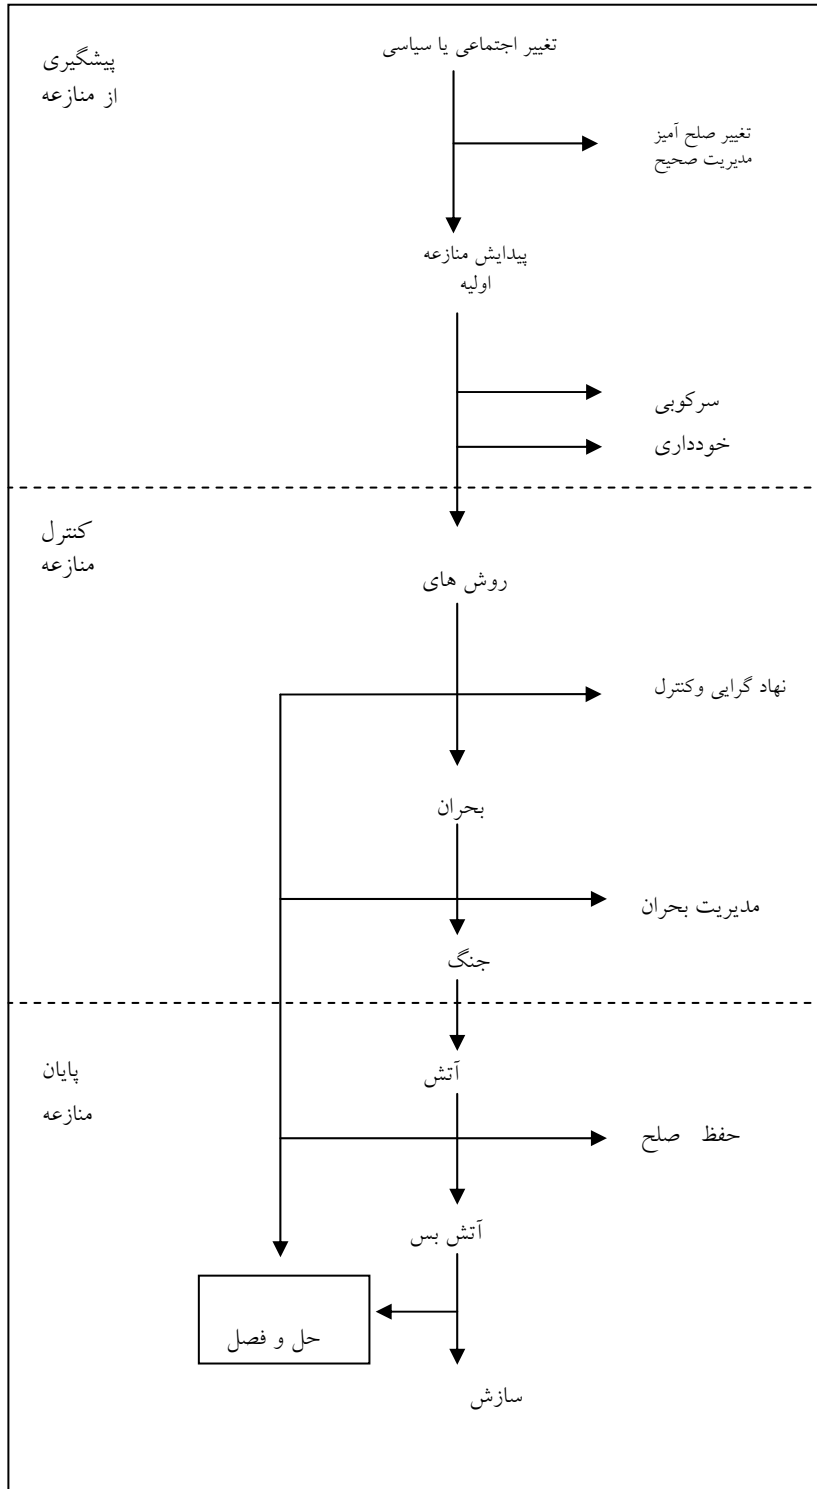 تغییر اجتماعی یا سیاسی
پیشگیری
از منازعه
تغییر صلح آمیز
مدیریت صحیح
پیدایش منازعه
اولیه
سرکوبی
خودداری
کنترل
منازعه
روش های
نهاد گرایی وکنترل
بحران
مدیریت بحران
جنگ
پایان
منازعه
آتش
حفظ صلح
آتش بس
حل و فصل
سازش